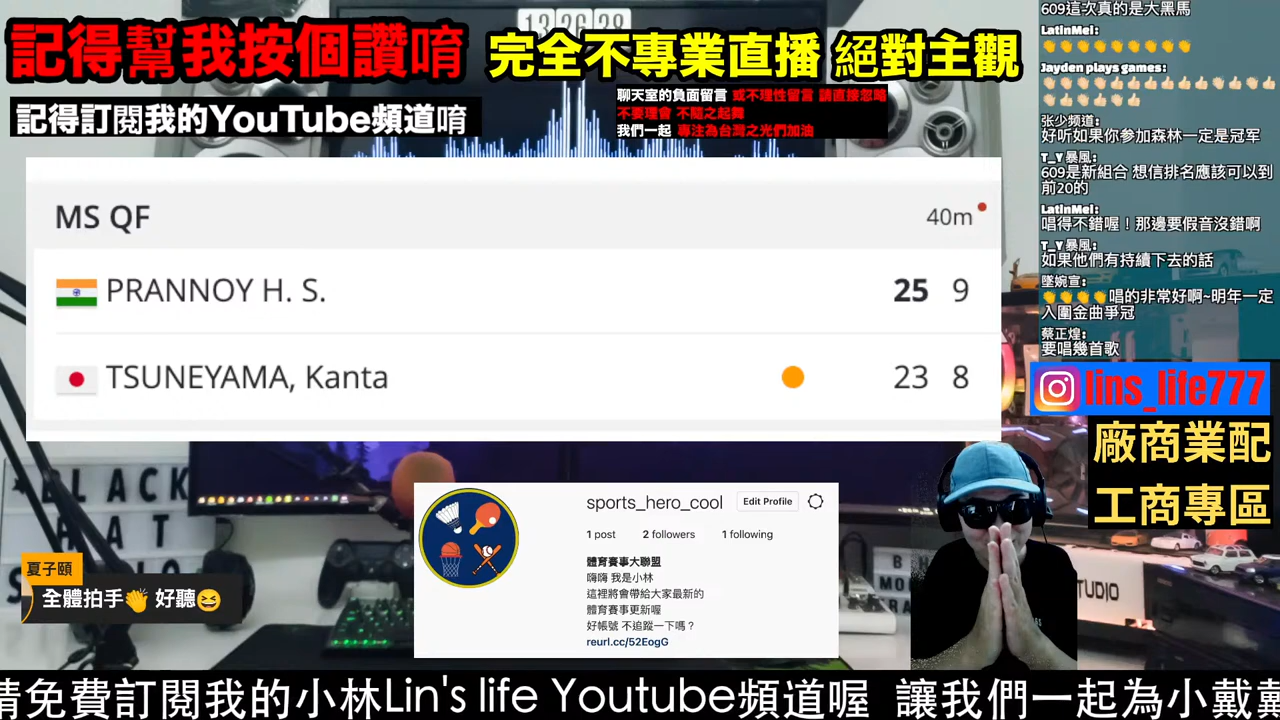 13 26 28
記得幫我按個讚唷
完全不專業直播 絕對主觀
記得訂閱我的YouTube頻道唷
聊天室的負面留言 或不理性留言 請直接忽略
不要理會 不隨之起舞
我們一起 專注為台灣之光們加油
MS QF
40m
PRANNOY H. S.
25 9
TSUNEYAMA, Kanta
23 8
609這次真的是大黑馬
LatinMei:
👏👏👏👏👏👏👏👏👏👏
Jayden plays games:
张少频道:
好听如果你参加森林一定是冠军
T_Y暴風:
609是新組合 想信排名應該可以到
前20的
LatinMei:
唱得不錯喔！那邊要假音沒錯啊
T_Y暴風:
如果他們有持續下去的話
墜婉宣:
👏👏👏👏唱的非常好啊~明年一定
入圍金曲爭冠
蔡正煌:
要唱幾首歌
lins_life777
廠商業配
工商專區
BLACK
HAT
S
STUDIO
夏子頤
全體拍手👏 好聽😆
sports_hero_cool
Edit Profile
1 post 2 followers 1 following
體育賽事大聯盟
嗨嗨 我是小林
這裡將會帶給大家最新的
體育賽事更新喔
好帳號 不追蹤一下嗎？
reurl.cc/52EogG
請免費訂閱我的小林Lin's life Youtube頻道喔 讓我們一起為小戴戴